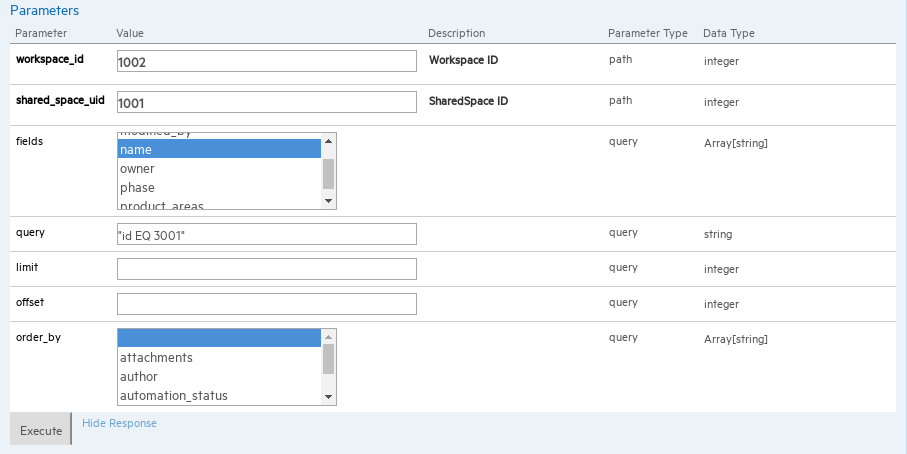 Parameters
Parameter Value Description Parameter Type Data Type
workspace_id 1002 Workspace ID path integer
shared_space_uid 1001 SharedSpace ID path integer
fields modified_by query Array[string]
name
owner
phase
product_areas
query "id EQ 3001" query string
limit query integer
offset query integer
order_by query Array[string]
attachments
author
automation_status
Execute Hide Response